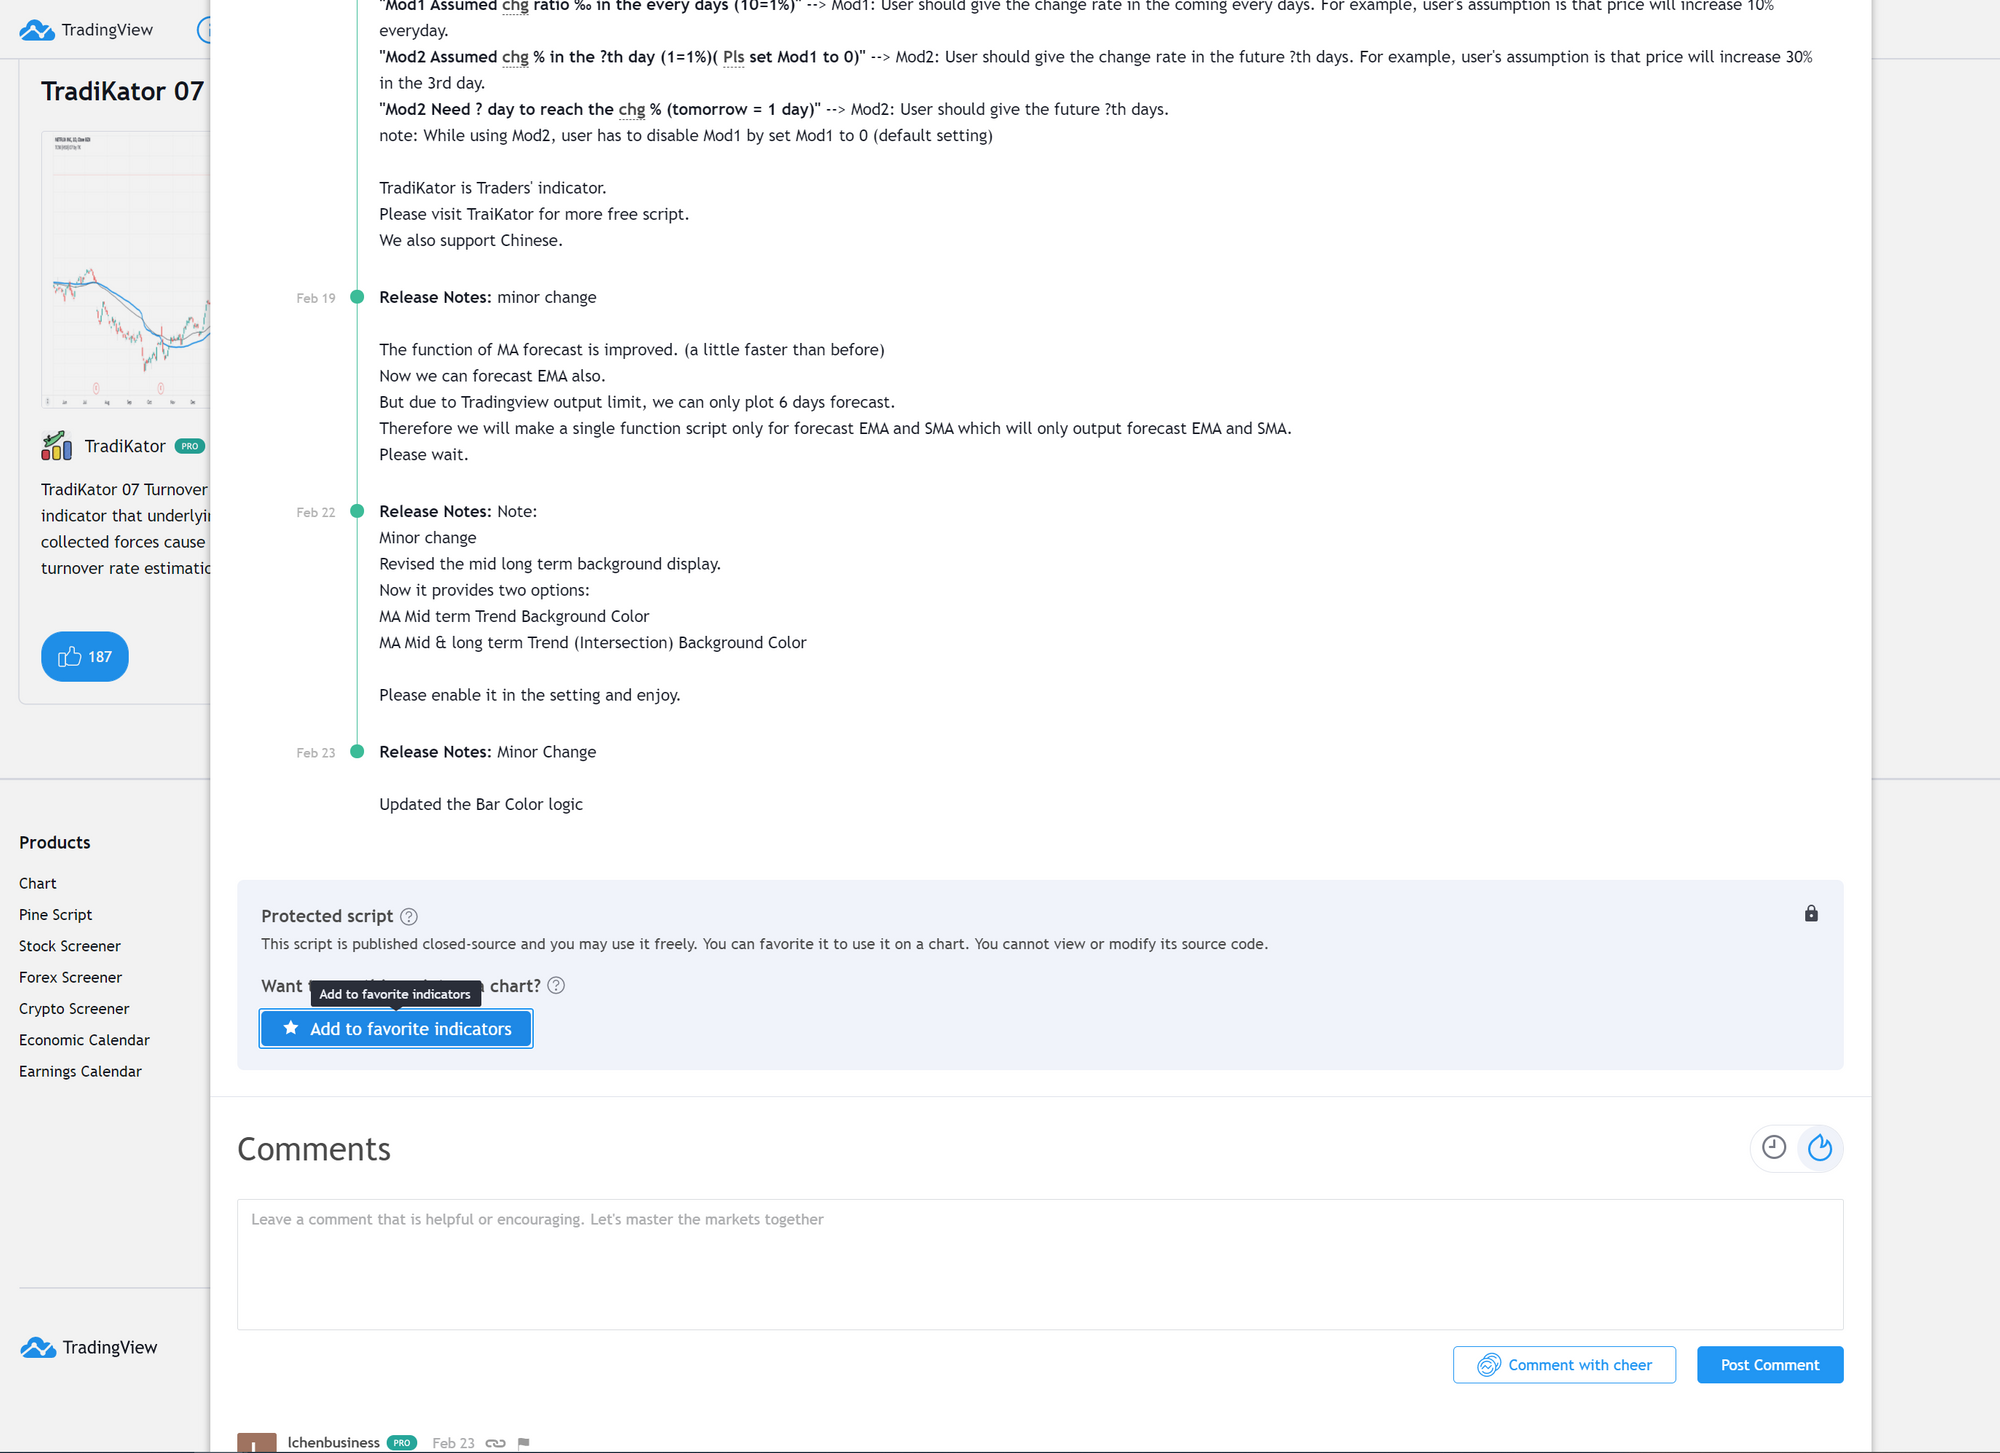 TradingView
TradiKator 07
TradiKator PRO
TradiKator 07 Turnover
indicator that underlyi
collected forces cause
turnover rate estimatic
187
Products
Chart
Pine Script
Stock Screener
Forex Screener
Crypto Screener
Economic Calendar
Earnings Calendar
TradingView
"Mod1 Assumed chg ratio ‰ in the every days (10=1%)" --> Mod1: User should give the change rate in the coming every days. For example, user's assumption is that price will increase 10%
everyday.
"Mod2 Assumed chg % in the ?th day (1=1%)( Pls set Mod1 to 0)" --> Mod2: User should give the change rate in the future ?th days. For example, user's assumption is that price will increase 30%
in the 3rd day.
"Mod2 Need ? day to reach the chg % (tomorrow = 1 day)" --> Mod2: User should give the future ?th days.
note: While using Mod2, user has to disable Mod1 by set Mod1 to 0 (default setting)
TradiKator is Traders' indicator.
Please visit TraiKator for more free script.
We also support Chinese.
Feb 19 Release Notes: minor change
The function of MA forecast is improved. (a little faster than before)
Now we can forecast EMA also.
But due to Tradingview output limit, we can only plot 6 days forecast.
Therefore we will make a single function script only for forecast EMA and SMA which will only output forecast EMA and SMA.
Please wait.
Feb 22 Release Notes: Note:
Minor change
Revised the mid long term background display.
Now it provides two options:
MA Mid term Trend Background Color
MA Mid & long term Trend (Intersection) Background Color
Please enable it in the setting and enjoy.
Feb 23 Release Notes: Minor Change
Updated the Bar Color logic
Protected script ?
This script is published closed-source and you may use it freely. You can favorite it to use it on a chart. You cannot view or modify its source code.
Want chart? ?
Add to favorite indicators
Add to favorite indicators
Comments
Leave a comment that is helpful or encouraging. Let's master the markets together
Comment with cheer
Post Comment
L lchenbusiness PRO Feb 23